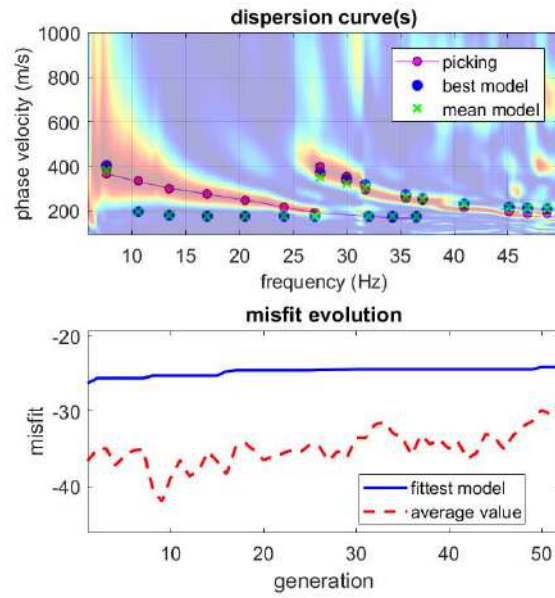 dispersion curve(s)
1000
800
600
400
200
phase velocity (m/s)
picking
best model
mean model
10 15 20 25 30 35 40 45
frequency (Hz)
misfit evolution
-20
-30
-40
misfit
fittest model
average value
10 20 30 40 50
generation